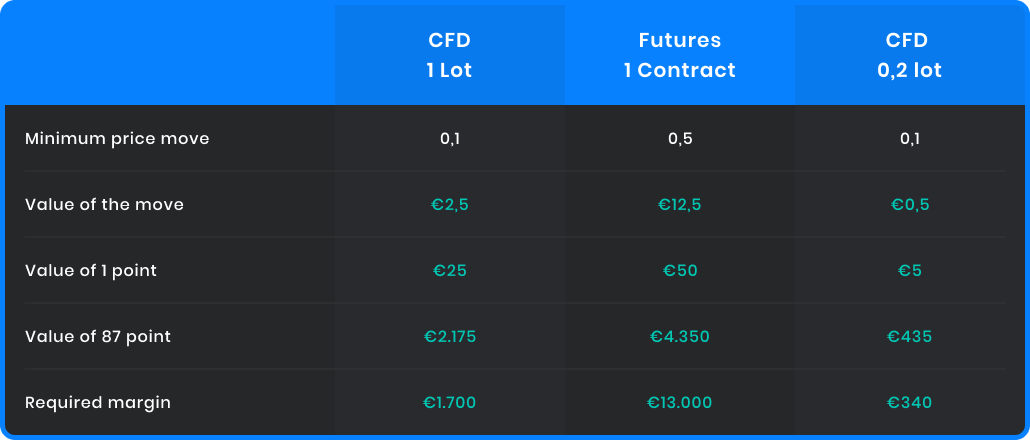 CFD
1 Lot
Futures
1 Contract
CFD
0,2 lot
Minimum price move 0,1 0,5 0,1
Value of the move €2,5 €12,5 €0,5
Value of 1 point €25 €50 €5
Value of 87 point €2.175 €4.350 €435
Required margin €1.700 €13.000 €340